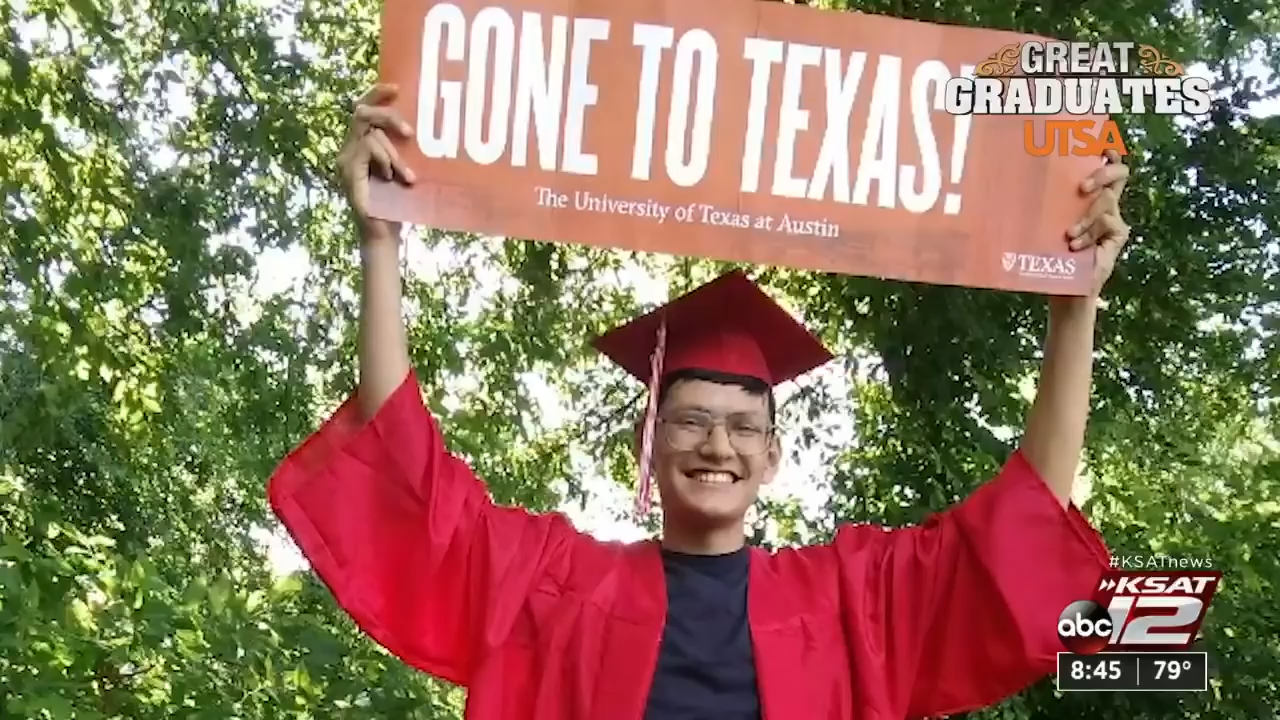 GONE TO TEXAS!
The University of Texas at Austin
TEXAS
GREAT
GRADUATES
UTSA
#KSATnews
KSAT
abc 12
8:45 79°